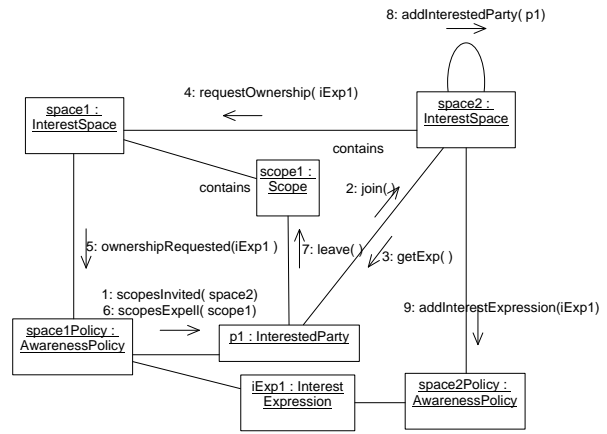 8: addInterestedParty( p1)
4: requestOwnership( iExp1)
space1 :
InterestSpace
space2 :
InterestSpace
contains
scope1 :
Scope
contains
2: join( )
5: ownershipRequested(iExp1 )
7: leave( )
3: getExp( )
1: scopesInvited( space2)
6: scopesExpell( scope1)
9: addInterestExpression(iExp1)
space1Policy :
AwarenessPolicy
p1 : InterestedParty
iExp1 : Interest
Expression
space2Policy :
AwarenessPolicy